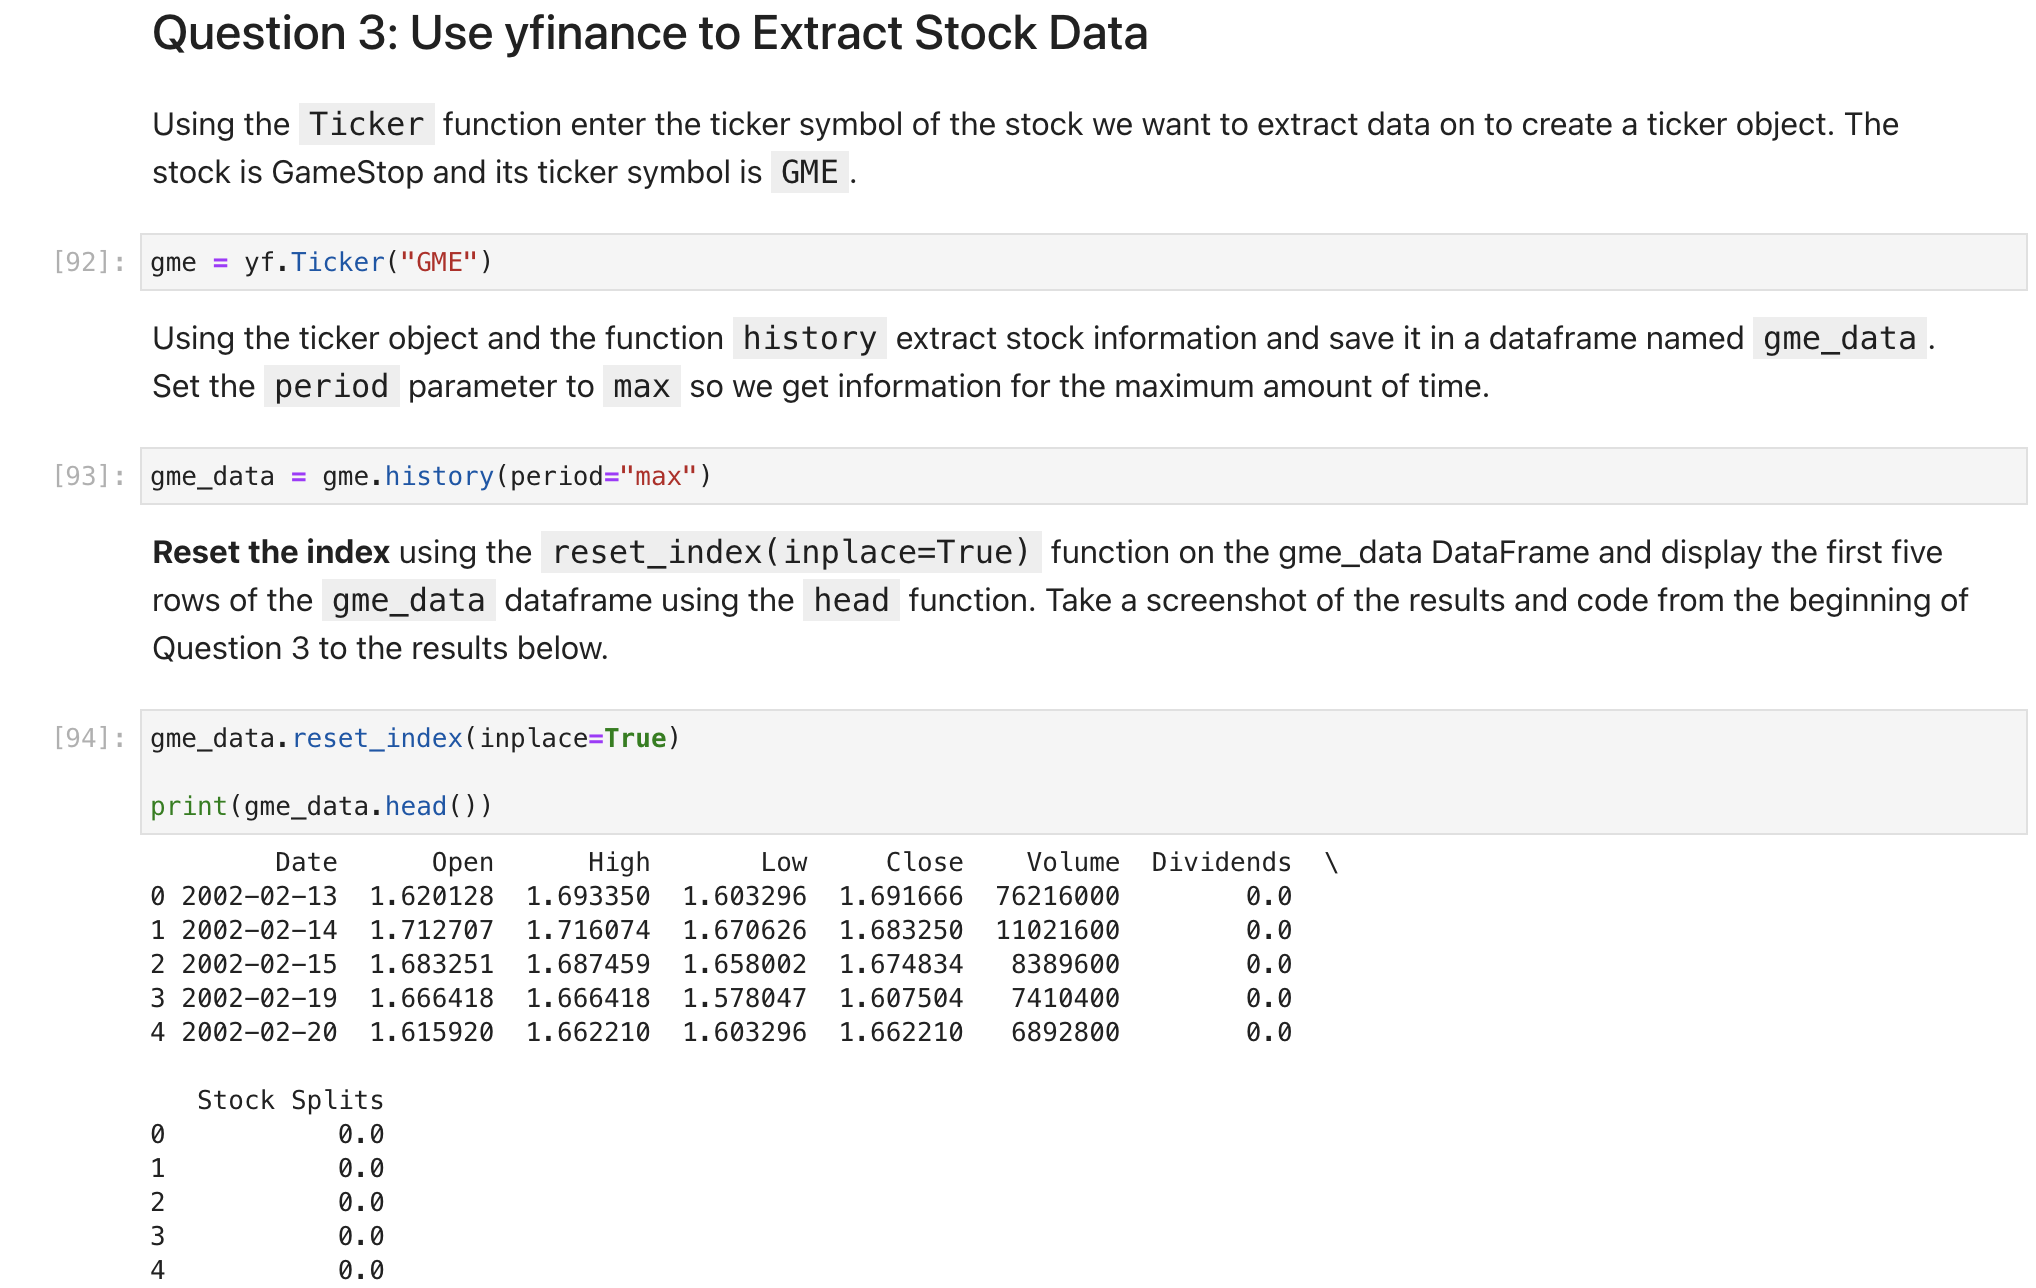 Question 3: Use yfinance to Extract Stock Data
Using the Ticker function enter the ticker symbol of the stock we want to extract data on to create a ticker object. The
stock is GameStop and its ticker symbol is GME .
[92]: gme = yf.Ticker("GME")
Using the ticker object and the function history extract stock information and save it in a dataframe named gme_data .
Set the period parameter to max so we get information for the maximum amount of time.
[93]: gme_data = gme.history(period="max")
Reset the index using the reset_index(inplace=True) function on the gme_data DataFrame and display the first five
rows of the gme_data dataframe using the head function. Take a screenshot of the results and code from the beginning of
Question 3 to the results below.
[94]: gme_data.reset_index(inplace=True)
print(gme_data.head())
Date Open High Low Close Volume Dividends \
0 2002-02-13 1.620128 1.693350 1.603296 1.691666 76216000 0.0
1 2002-02-14 1.712707 1.716074 1.670626 1.683250 11021600 0.0
2 2002-02-15 1.683251 1.687459 1.658002 1.674834 8389600 0.0
3 2002-02-19 1.666418 1.666418 1.578047 1.607504 7410400 0.0
4 2002-02-20 1.615920 1.662210 1.603296 1.662210 6892800 0.0
Stock Splits
0 0.0
1 0.0
2 0.0
3 0.0
4 0.0